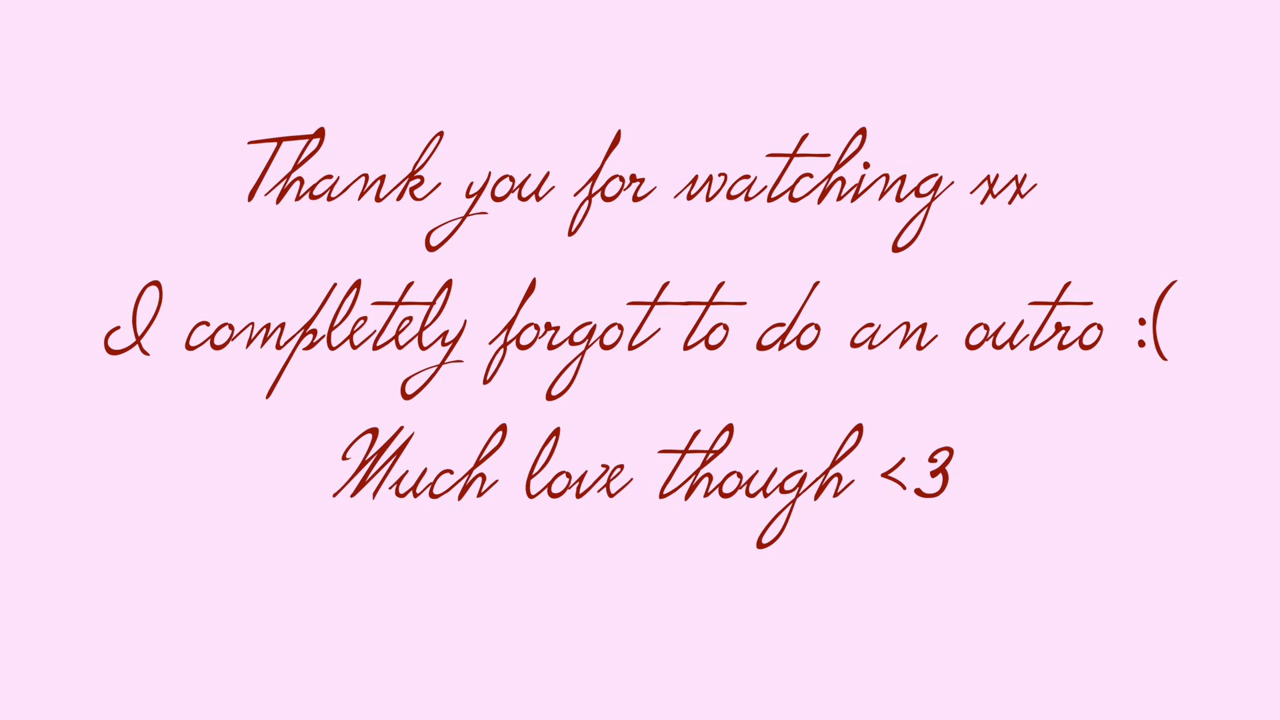 Thank you for watching xx
I completely forgot to do an outro :(
Much love though <3